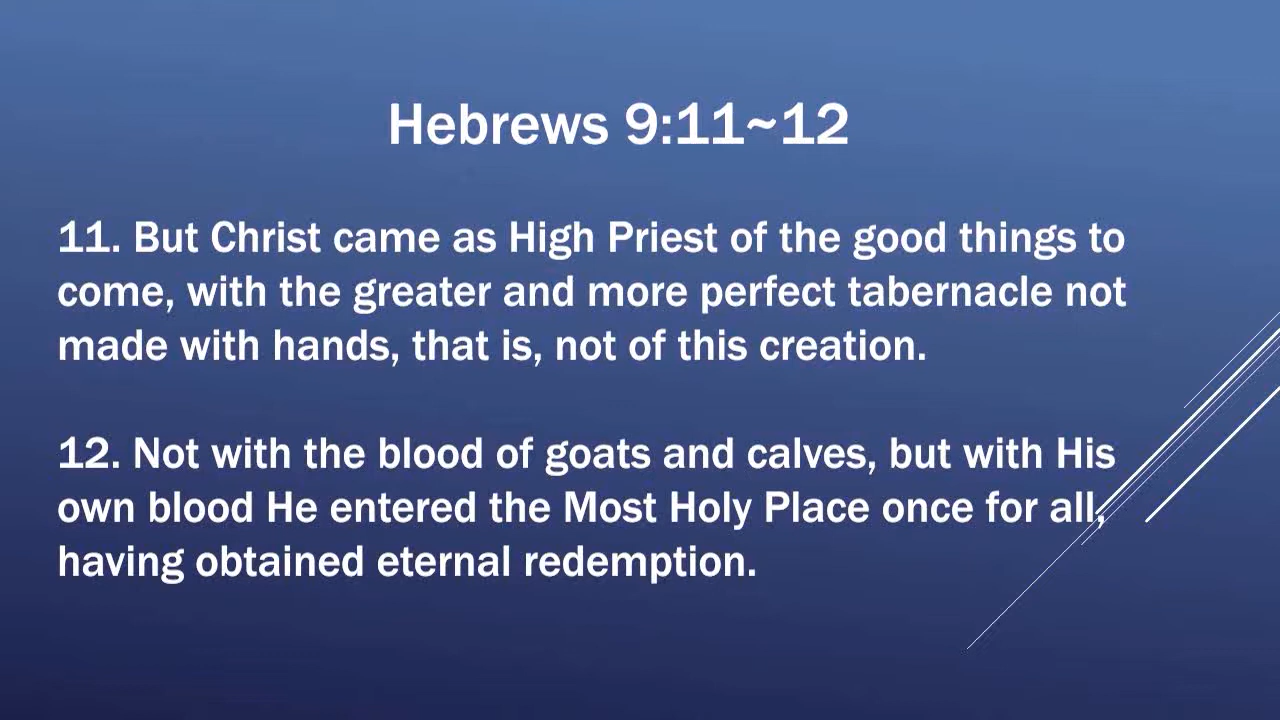 Hebrews 9:11~12
11. But Christ came as High Priest of the good things to
come, with the greater and more perfect tabernacle not
made with hands, that is, not of this creation.
12. Not with the blood of goats and calves, but with His
own blood He entered the Most Holy Place once for all,
having obtained eternal redemption.